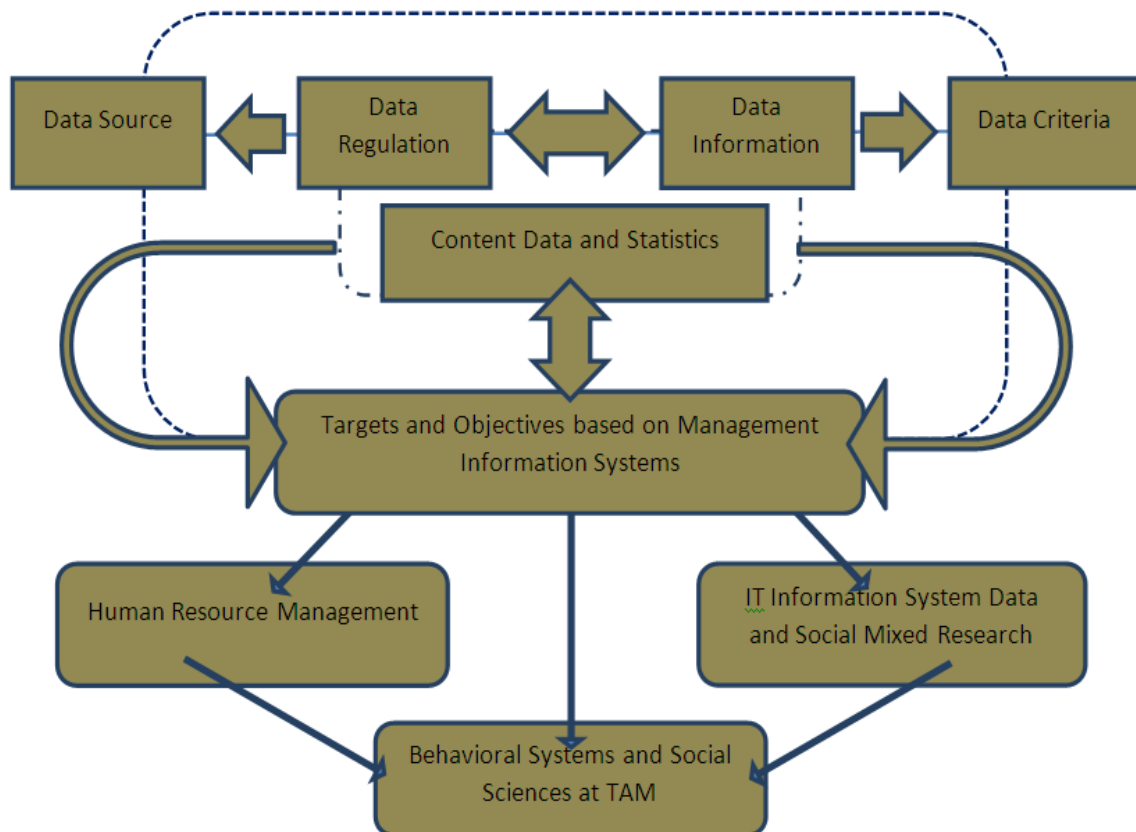 Data Source
Data
Regulation
Data
Information
Data Criteria
Content Data and Statistics
Targets and Objectives based on Management
Information Systems
Human Resource Management
IT Information System Data
and Social Mixed Research
Behavioral Systems and Social
Sciences at TAM